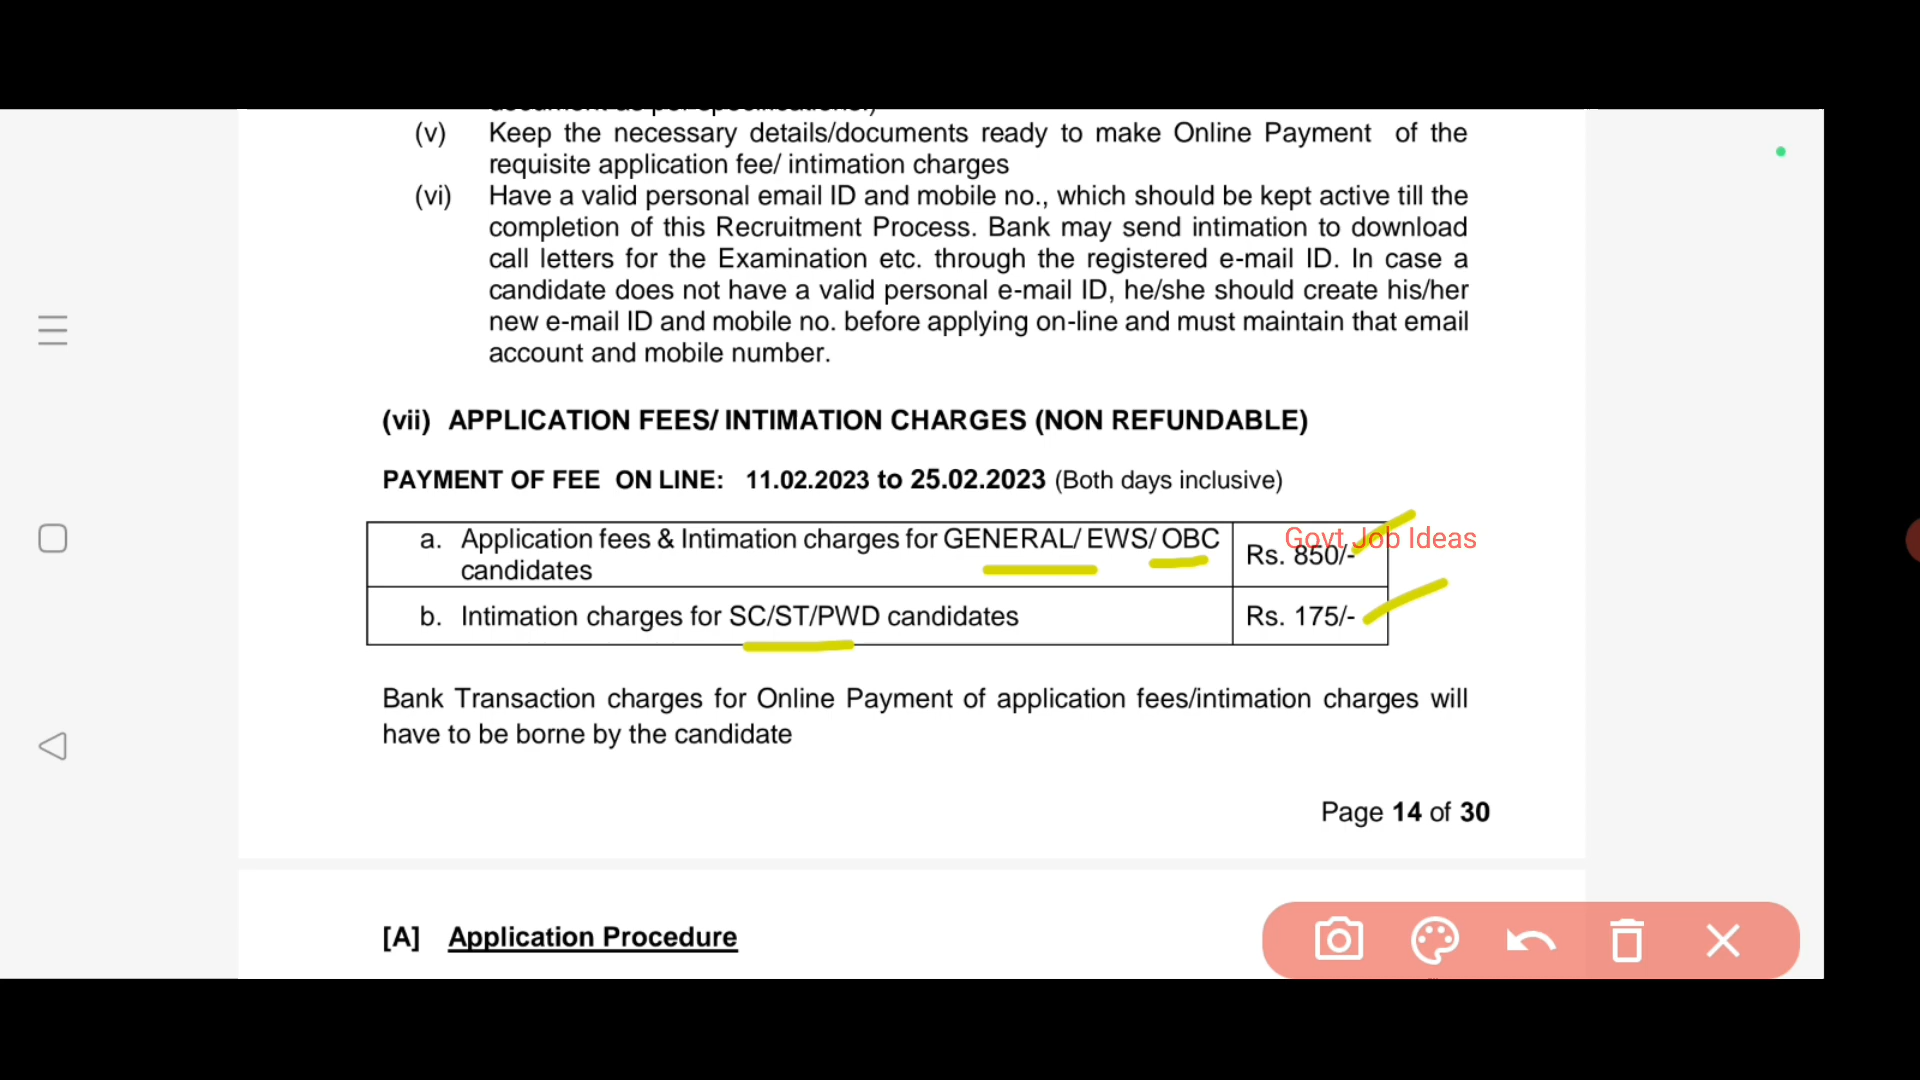 (v) Keep the necessary details/documents ready to make Online Payment of the
requisite application fee/ intimation charges
(vi) Have a valid personal email ID and mobile no., which should be kept active till the
completion of this Recruitment Process. Bank may send intimation to download
call letters for the Examination etc. through the registered e-mail ID. In case a
candidate does not have a valid personal e-mail ID, he/she should create his/her
new e-mail ID and mobile no. before applying on-line and must maintain that email
account and mobile number.
(vii) APPLICATION FEES/ INTIMATION CHARGES (NON REFUNDABLE)
PAYMENT OF FEE ON LINE: 11.02.2023 to 25.02.2023 (Both days inclusive)
a. Application fees & Intimation charges for GENERAL/ EWS/ OBC
candidates
Rs. 850/-
Govt Job Ideas
b. Intimation charges for SC/ST/PWD candidates Rs. 175/-
Bank Transaction charges for Online Payment of application fees/intimation charges will
have to be borne by the candidate
Page 14 of 30
[A] Application Procedure